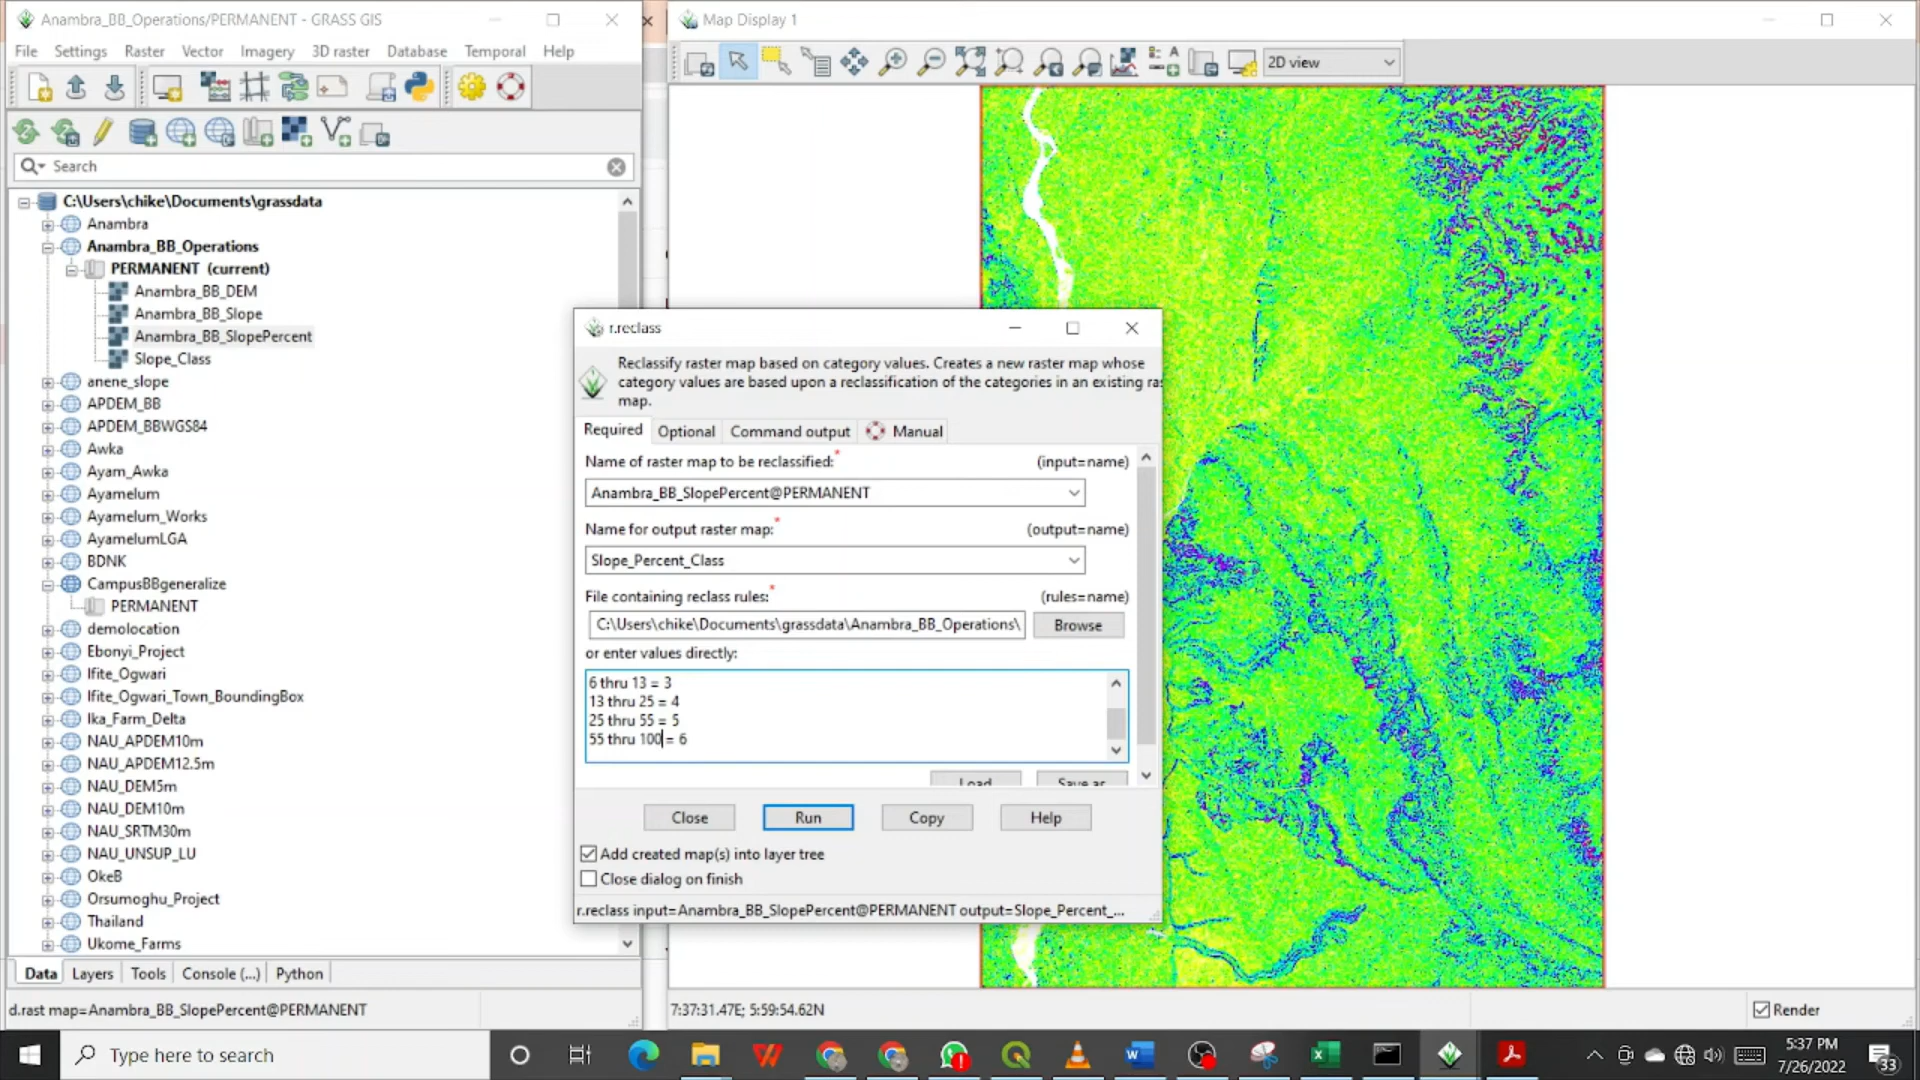 Anambra_BB_Operations/PERMANENT - GRASS GIS
File Settings Raster Vector Imagery 3D raster Database Temporal Help
Search
C:\Users\chike\Documents\grassdata
Anambra
Anambra_BB_Operations
PERMANENT (current)
Anambra_BB_DEM
Anambra_BB_Slope
Anambra_BB_SlopePercent
Slope_Class
anene_slope
APDEM_BB
APDEM_BBWGS84
Awka
Ayam_Awka
Ayamelum
Ayamelum_Works
AyamelumLGA
BDNK
CampusBBgeneralize
PERMANENT
demolocation
Ebonyi_Project
Ifite_Ogwari
Ifite_Ogwari_Town_BoundingBox
Ika_Farm_Delta
NAU_APDEM10m
NAU_APDEM12.5m
NAU_DEM5m
NAU_DEM10m
NAU_SRTM30m
NAU_UNSUP_LU
OkeB
Orsumoghu_Project
Thailand
Ukome_Farms
Data Layers Tools Console (...) Python
d.rast map=Anambra_BB_SlopePercent@PERMANENT
Map Display 1
2D view
r.reclass
Reclassify raster map based on category values. Creates a new raster map whose
category values are based upon a reclassification of the categories in an existing ras
map.
Required Optional Command output Manual
Name of raster map to be reclassified:* (input=name)
Anambra_BB_SlopePercent@PERMANENT
Name for output raster map:* (output=name)
Slope_Percent_Class
File containing reclass rules:* (rules=name)
C:\Users\chike\Documents\grassdata\Anambra_BB_Operations\ Browse
or enter values directly:
6 thru 13 = 3
13 thru 25 = 4
25 thru 55 = 5
55 thru 100 = 6
Load Save as
Close Run Copy Help
Add created map(s) into layer tree
Close dialog on finish
r.reclass input=Anambra_BB_SlopePercent@PERMANENT output=Slope_Percent_...
7:37:31.47E; 5:59:54.62N
Render
Type here to search
5:37 PM
7/26/2022
33